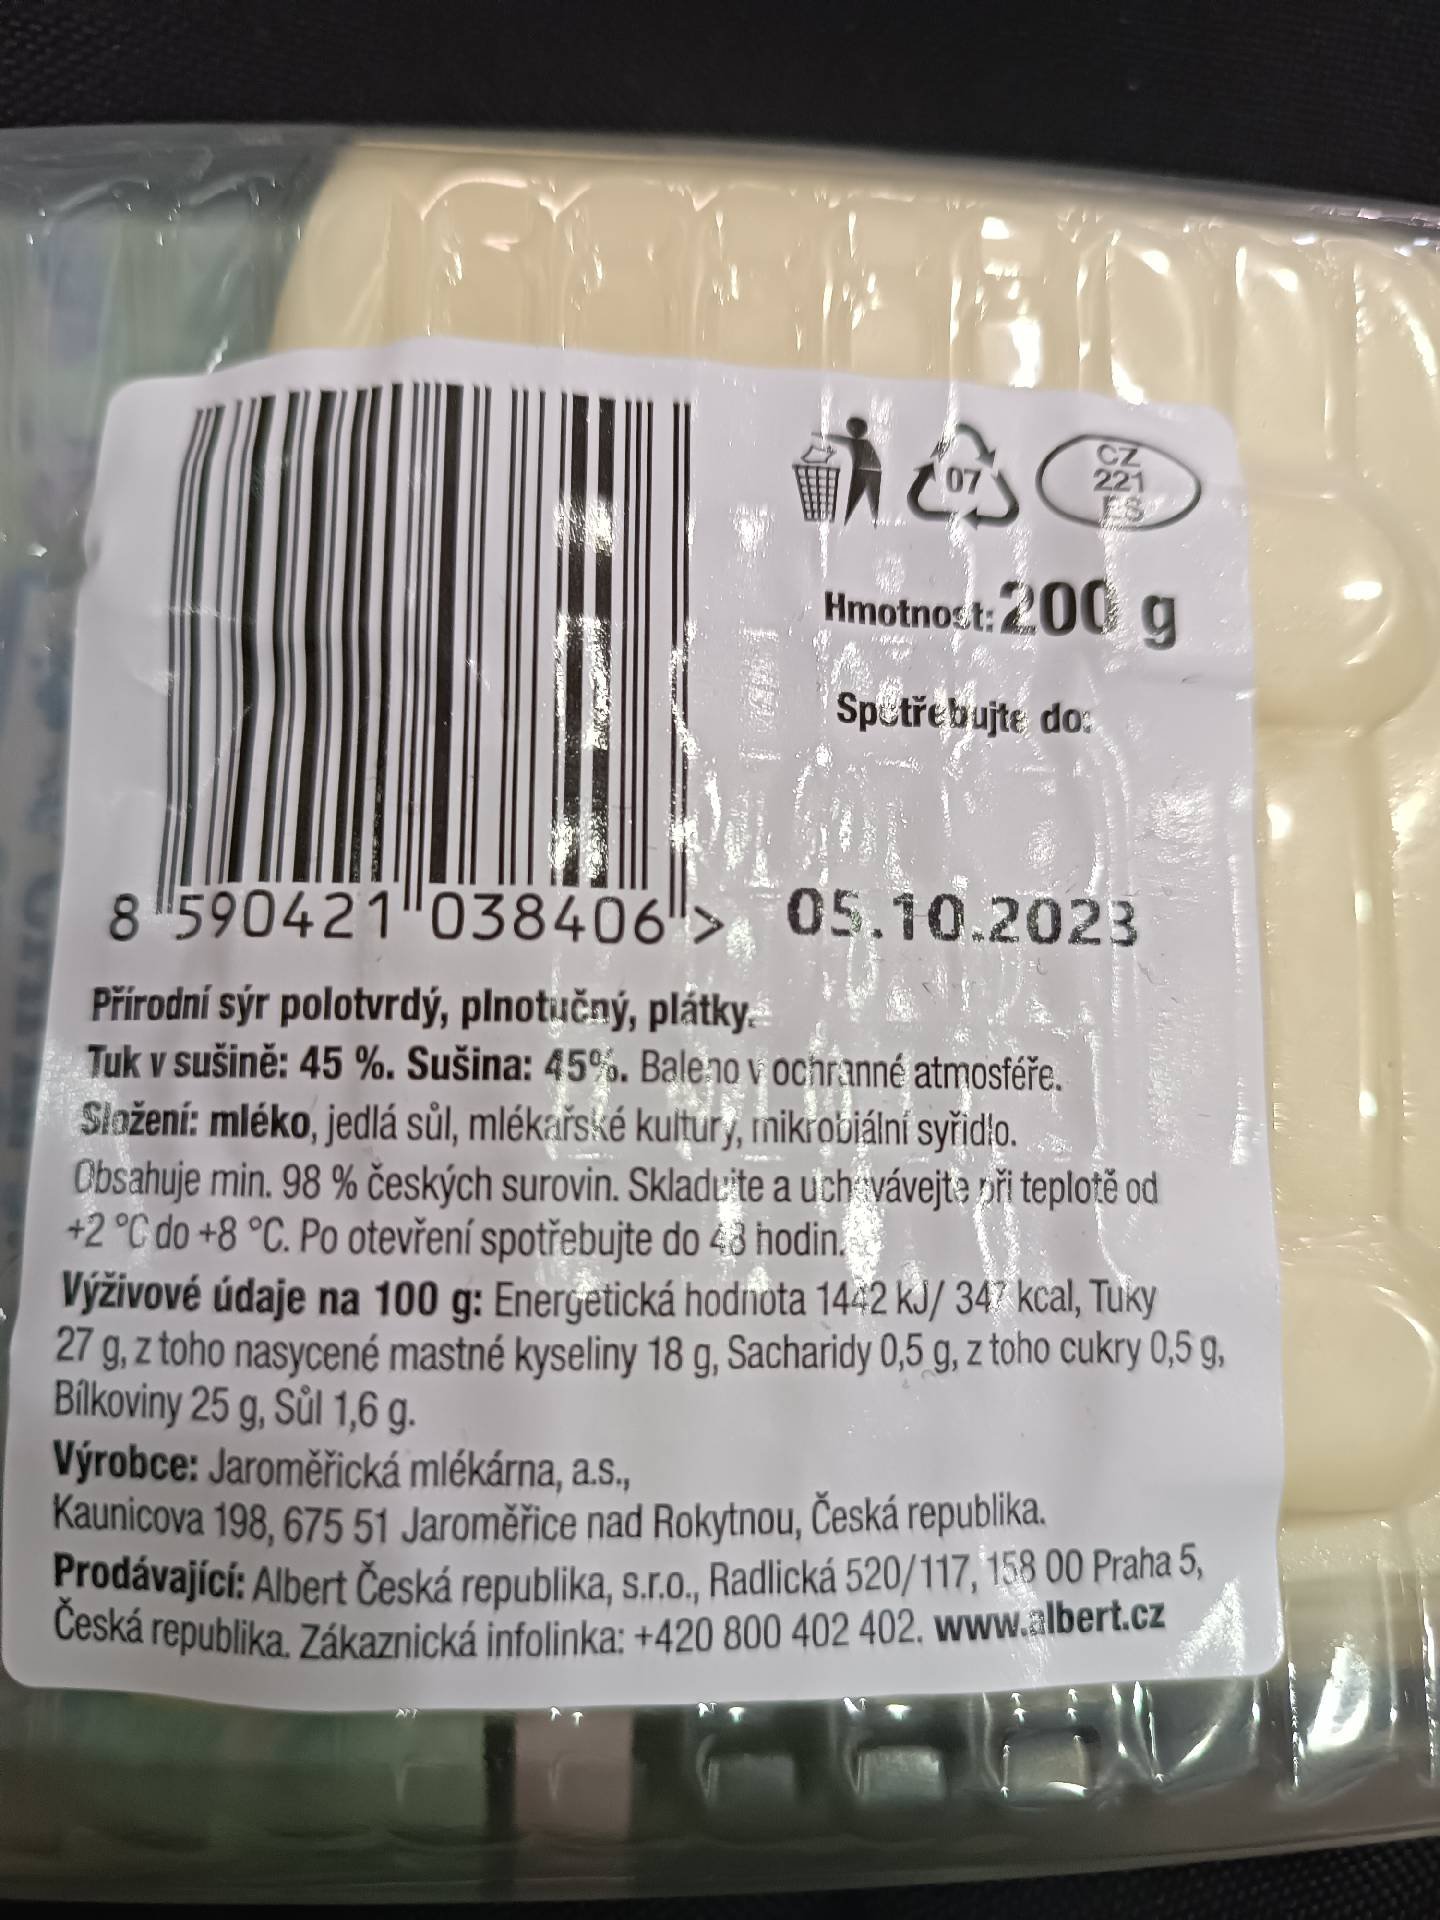 07
CZ
221
ES
Hmotnost: 200 g
Spotřebujte do:
8 590421 038406 >
05.10.2023
Přírodní sýr polotvrdý, plnotučný, plátky.
Tuk v sušině: 45 %. Sušina: 45%. Baleno v ochranné atmosféře.
Složení: mléko, jedlá sůl, mlékařské kultury, mikrobiální syřidlo.
Obsahuje min. 98 % českých surovin. Skladujte a uchovávejte při teplotě od
+2 °C do +8 °C. Po otevření spotřebujte do 48 hodin.
Výživové údaje na 100 g: Energetická hodnota 1442 kJ/ 347 kcal, Tuky
27 g, z toho nasycené mastné kyseliny 18 g, Sacharidy 0,5 g, z toho cukry 0,5 g,
Bílkoviny 25 g, Sůl 1,6 g.
Výrobce: Jaroměřická mlékárna, a.s.,
Kaunicova 198, 675 51 Jaroměřice nad Rokytnou, Česká republika.
Prodávající: Albert Česká republika, s.r.o., Radlická 520/117, 158 00 Praha 5,
Česká republika. Zákaznická infolinka: +420 800 402 402. www.albert.cz